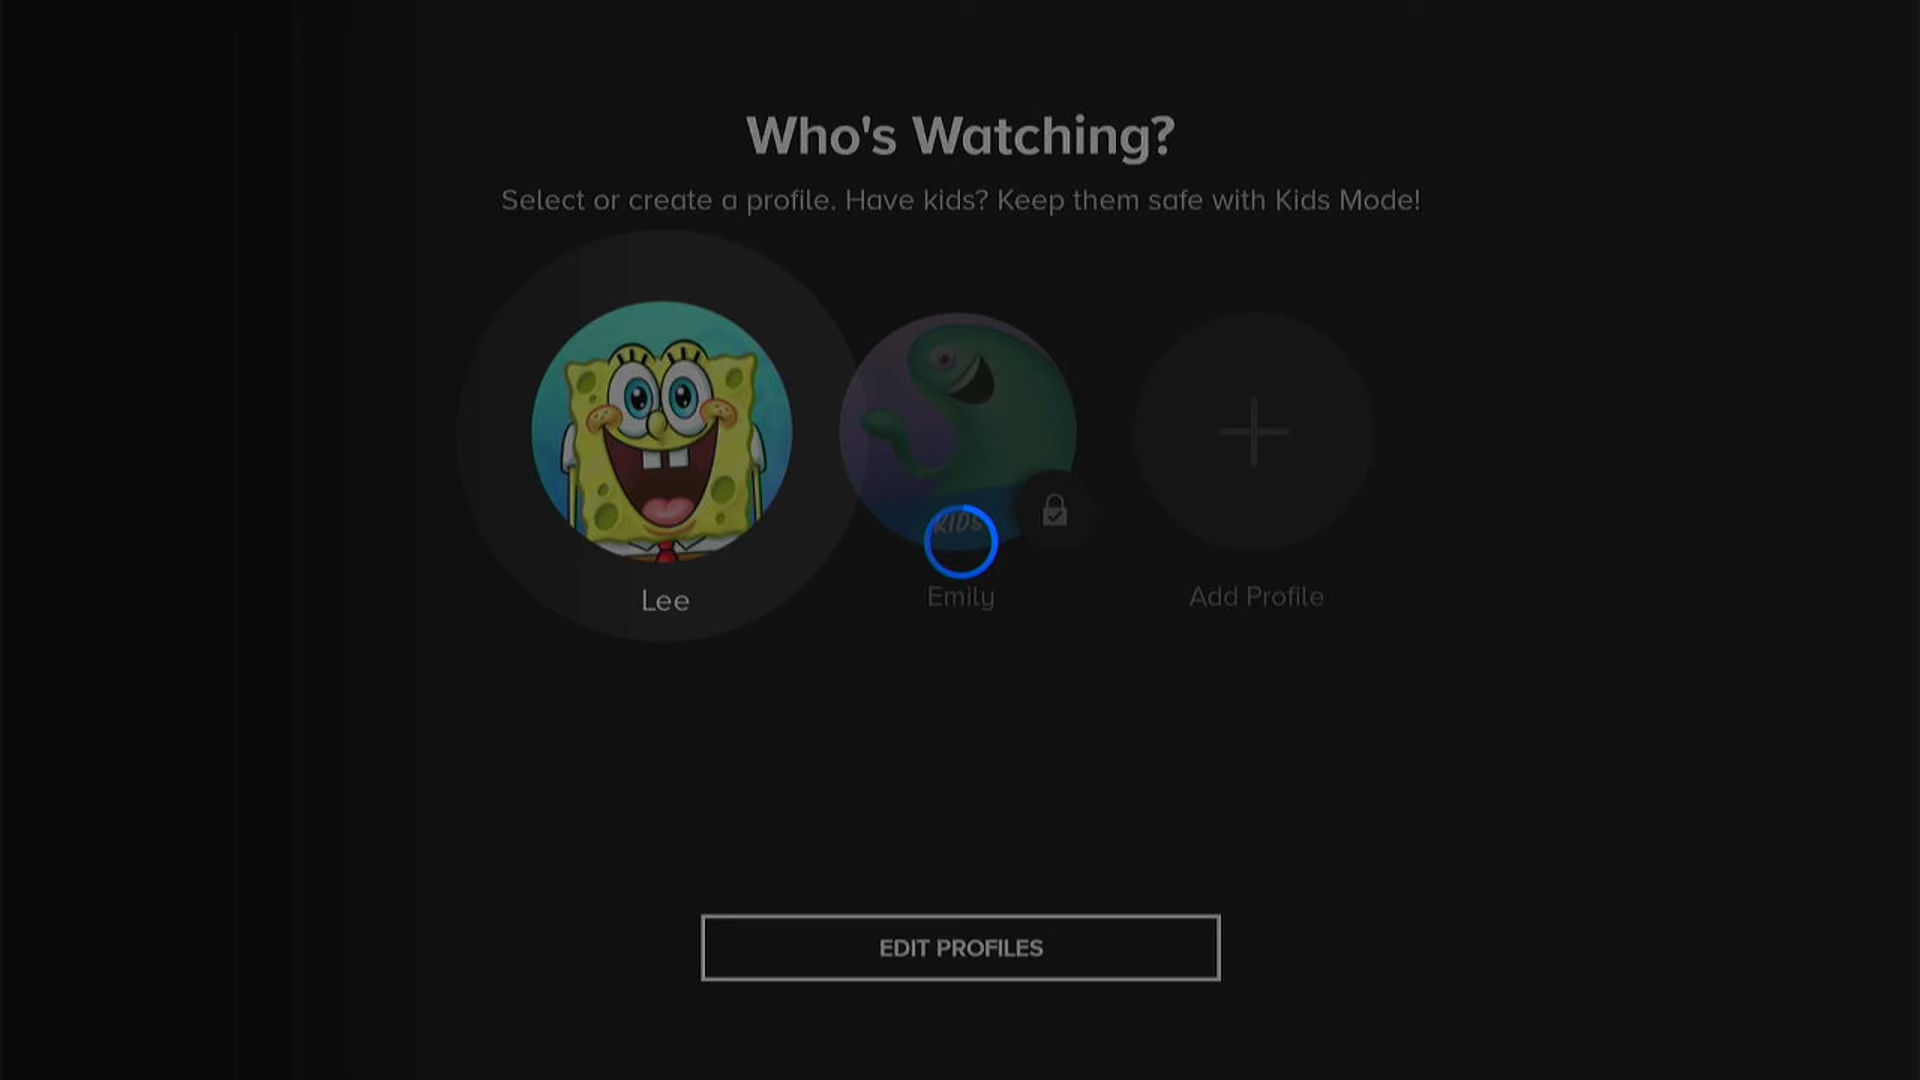 Who's Watching?
Select or create a profile. Have kids? Keep them safe with Kids Mode!
KIDS
Lee
Emily
Add Profile
EDIT PROFILES